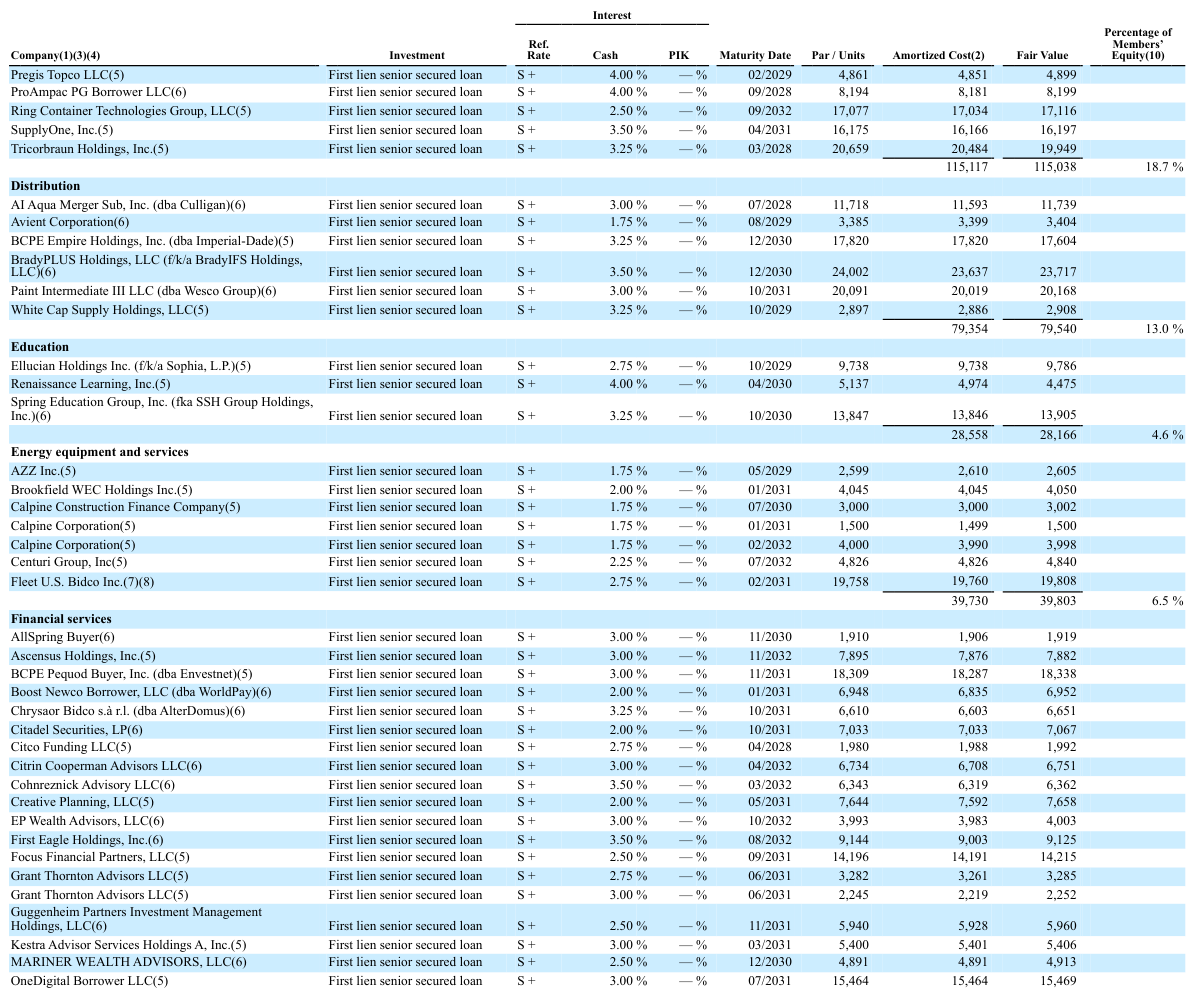 Interest
Company(1)(3)(4) Investment Ref. Rate Cash PIK Maturity Date Par / Units Amortized Cost(2) Fair Value Percentage of Members' Equity(10)
Pregis Topco LLC(5) First lien senior secured loan S + 4.00 % — % 02/2029 4,861 4,851 4,899
ProAmpac PG Borrower LLC(6) First lien senior secured loan S + 4.00 % — % 09/2028 8,194 8,181 8,199
Ring Container Technologies Group, LLC(5) First lien senior secured loan S + 2.50 % — % 09/2032 17,077 17,034 17,116
SupplyOne, Inc.(5) First lien senior secured loan S + 3.50 % — % 04/2031 16,175 16,166 16,197
Tricorbraun Holdings, Inc.(5) First lien senior secured loan S + 3.25 % — % 03/2028 20,659 20,484 19,949
115,117 115,038 18.7 %
Distribution
AI Aqua Merger Sub, Inc. (dba Culligan)(6) First lien senior secured loan S + 3.00 % — % 07/2028 11,718 11,593 11,739
Avient Corporation(6) First lien senior secured loan S + 1.75 % — % 08/2029 3,385 3,399 3,404
BCPE Empire Holdings, Inc. (dba Imperial-Dade)(5) First lien senior secured loan S + 3.25 % — % 12/2030 17,820 17,820 17,604
BradyPLUS Holdings, LLC (f/k/a BradyIFS Holdings,
LLC)(6) First lien senior secured loan S + 3.50 % — % 12/2030 24,002 23,637 23,717
Paint Intermediate III LLC (dba Wesco Group)(6) First lien senior secured loan S + 3.00 % — % 10/2031 20,091 20,019 20,168
White Cap Supply Holdings, LLC(5) First lien senior secured loan S + 3.25 % — % 10/2029 2,897 2,886 2,908
79,354 79,540 13.0 %
Education
Ellucian Holdings Inc. (f/k/a Sophia, L.P.)(5) First lien senior secured loan S + 2.75 % — % 10/2029 9,738 9,738 9,786
Renaissance Learning, Inc.(5) First lien senior secured loan S + 4.00 % — % 04/2030 5,137 4,974 4,475
Spring Education Group, Inc. (fka SSH Group Holdings,
Inc.)(6) First lien senior secured loan S + 3.25 % — % 10/2030 13,847 13,846 13,905
28,558 28,166 4.6 %
Energy equipment and services
AZZ Inc.(5) First lien senior secured loan S + 1.75 % — % 05/2029 2,599 2,610 2,605
Brookfield WEC Holdings Inc.(5) First lien senior secured loan S + 2.00 % — % 01/2031 4,045 4,045 4,050
Calpine Construction Finance Company(5) First lien senior secured loan S + 1.75 % — % 07/2030 3,000 3,000 3,002
Calpine Corporation(5) First lien senior secured loan S + 1.75 % — % 01/2031 1,500 1,499 1,500
Calpine Corporation(5) First lien senior secured loan S + 1.75 % — % 02/2032 4,000 3,990 3,998
Centuri Group, Inc(5) First lien senior secured loan S + 2.25 % — % 07/2032 4,826 4,826 4,840
Fleet U.S. Bidco Inc.(7)(8) First lien senior secured loan S + 2.75 % — % 02/2031 19,758 19,760 19,808
39,730 39,803 6.5 %
Financial services
AllSpring Buyer(6) First lien senior secured loan S + 3.00 % — % 11/2030 1,910 1,906 1,919
Ascensus Holdings, Inc.(5) First lien senior secured loan S + 3.00 % — % 11/2032 7,895 7,876 7,882
BCPE Pequod Buyer, Inc. (dba Envestnet)(5) First lien senior secured loan S + 3.00 % — % 11/2031 18,309 18,287 18,338
Boost Newco Borrower, LLC (dba WorldPay)(6) First lien senior secured loan S + 2.00 % — % 01/2031 6,948 6,835 6,952
Chrysaor Bidco s.à r.l. (dba AlterDomus)(6) First lien senior secured loan S + 3.25 % — % 10/2031 6,610 6,603 6,651
Citadel Securities, LP(6) First lien senior secured loan S + 2.00 % — % 10/2031 7,033 7,033 7,067
Citco Funding LLC(5) First lien senior secured loan S + 2.75 % — % 04/2028 1,980 1,988 1,992
Citrin Cooperman Advisors LLC(6) First lien senior secured loan S + 3.00 % — % 04/2032 6,734 6,708 6,751
Cohnreznick Advisory LLC(6) First lien senior secured loan S + 3.50 % — % 03/2032 6,343 6,319 6,362
Creative Planning, LLC(5) First lien senior secured loan S + 2.00 % — % 05/2031 7,644 7,592 7,658
EP Wealth Advisors, LLC(6) First lien senior secured loan S + 3.00 % — % 10/2032 3,993 3,983 4,003
First Eagle Holdings, Inc.(6) First lien senior secured loan S + 3.50 % — % 08/2032 9,144 9,003 9,125
Focus Financial Partners, LLC(5) First lien senior secured loan S + 2.50 % — % 09/2031 14,196 14,191 14,215
Grant Thornton Advisors LLC(5) First lien senior secured loan S + 2.75 % — % 06/2031 3,282 3,261 3,285
Grant Thornton Advisors LLC(5) First lien senior secured loan S + 3.00 % — % 06/2031 2,245 2,219 2,252
Guggenheim Partners Investment Management
Holdings, LLC(6) First lien senior secured loan S + 2.50 % — % 11/2031 5,940 5,928 5,960
Kestra Advisor Services Holdings A, Inc.(5) First lien senior secured loan S + 3.00 % — % 03/2031 5,400 5,401 5,406
MARINER WEALTH ADVISORS, LLC(6) First lien senior secured loan S + 2.50 % — % 12/2030 4,891 4,891 4,913
OneDigital Borrower LLC(5) First lien senior secured loan S + 3.00 % — % 07/2031 15,464 15,464 15,469